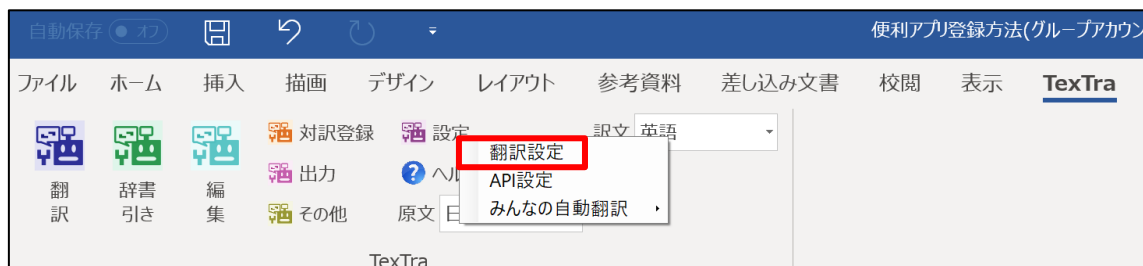 自動保存 オフ 便利アプリ登録方法(グループアカウン
ファイル ホーム 挿入 描画 デザイン レイアウト 参考資料 差し込み文書 校閲 表示 TexTra
対訳登録 設定 訳文 英語
翻訳設定
出力 ヘル
API設定
翻訳 辞書引き 編集
その他 原文 日
みんなの自動翻訳
TexTra